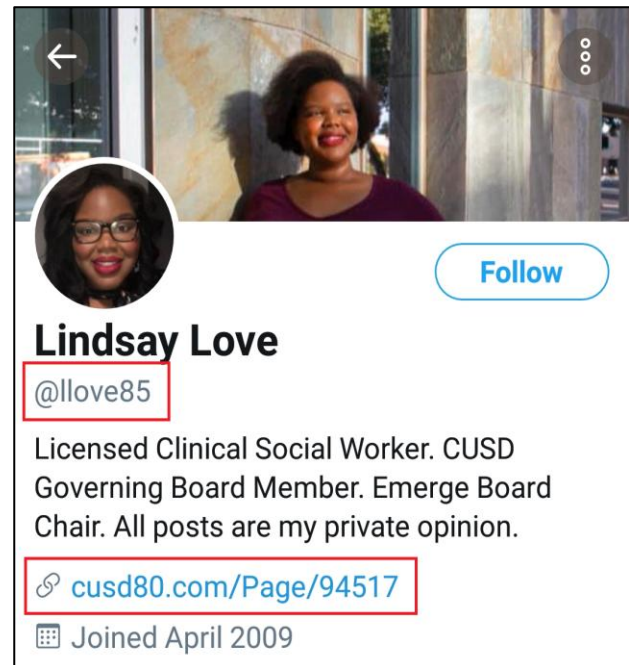 Follow
Lindsay Love
@llove85
Licensed Clinical Social Worker. CUSD
Governing Board Member. Emerge Board
Chair. All posts are my private opinion.
cusd80.com/Page/94517
Joined April 2009